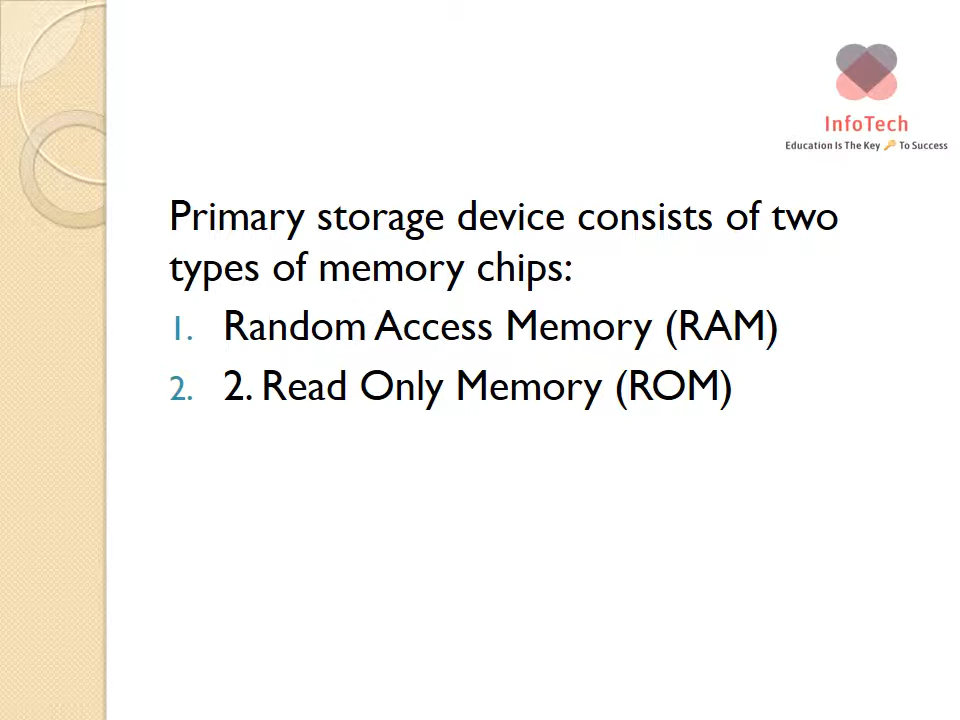 InfoTech
Education Is The Key 🔑 To Success
Primary storage device consists of two
types of memory chips:
1. Random Access Memory (RAM)
2. 2. Read Only Memory (ROM)